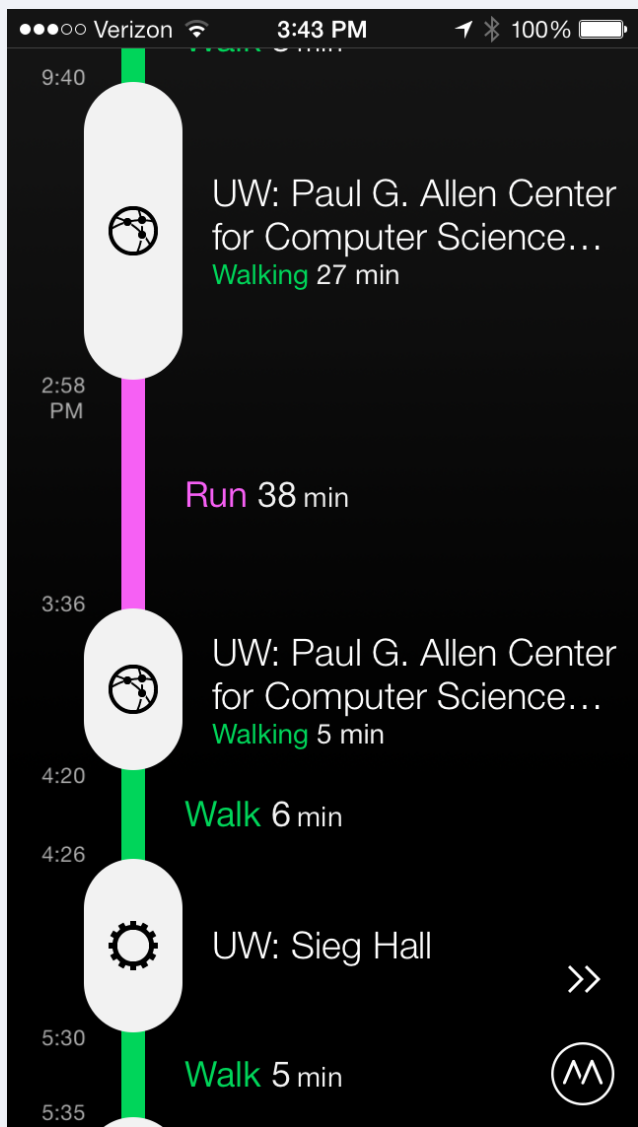 Verizon 3:43 PM 100%
9:40
UW: Paul G. Allen Center
for Computer Science…
Walking 27 min
2:58
PM
Run 38 min
3:36
UW: Paul G. Allen Center
for Computer Science…
Walking 5 min
4:20
Walk 6 min
4:26
UW: Sieg Hall
5:30
Walk 5 min
5:35